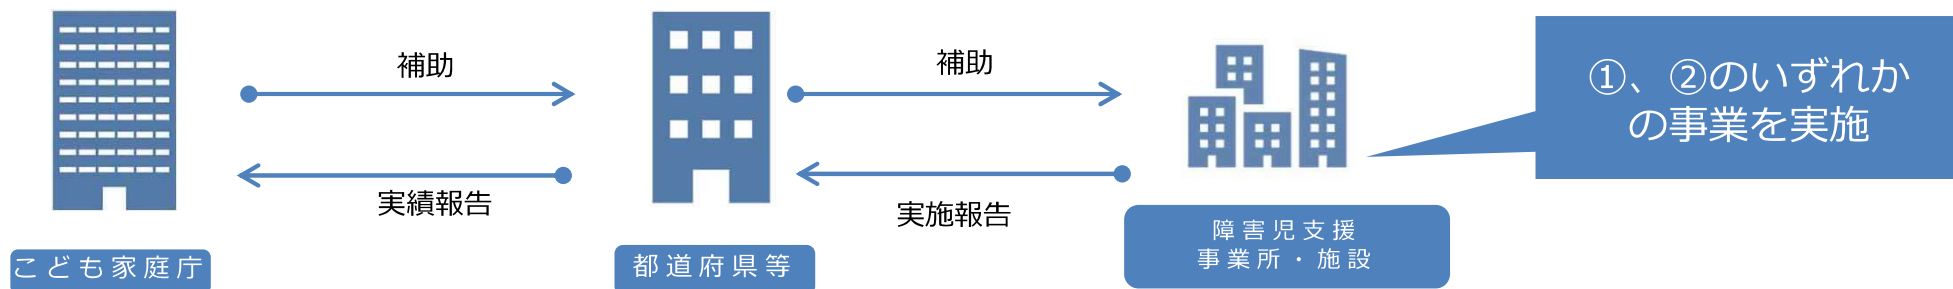 補助
実績報告
こども家庭庁
都道府県等
補助
実施報告
障害児支援
事業所・施設
①、②のいずれか
の事業を実施